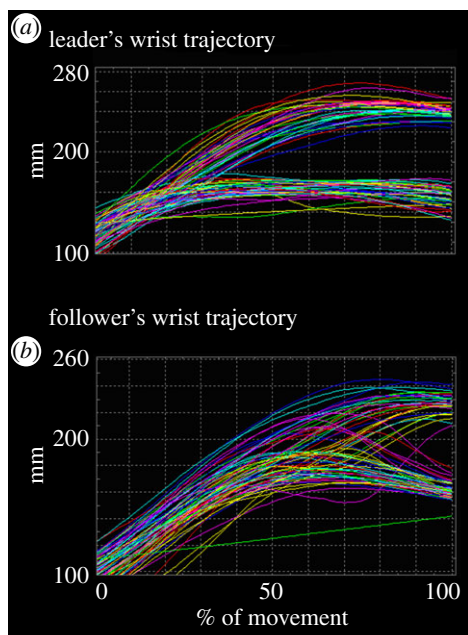 (a) leader's wrist trajectory
280
200
mm
100
follower's wrist trajectory
(b)
260
200
mm
100
0 50 100
% of movement